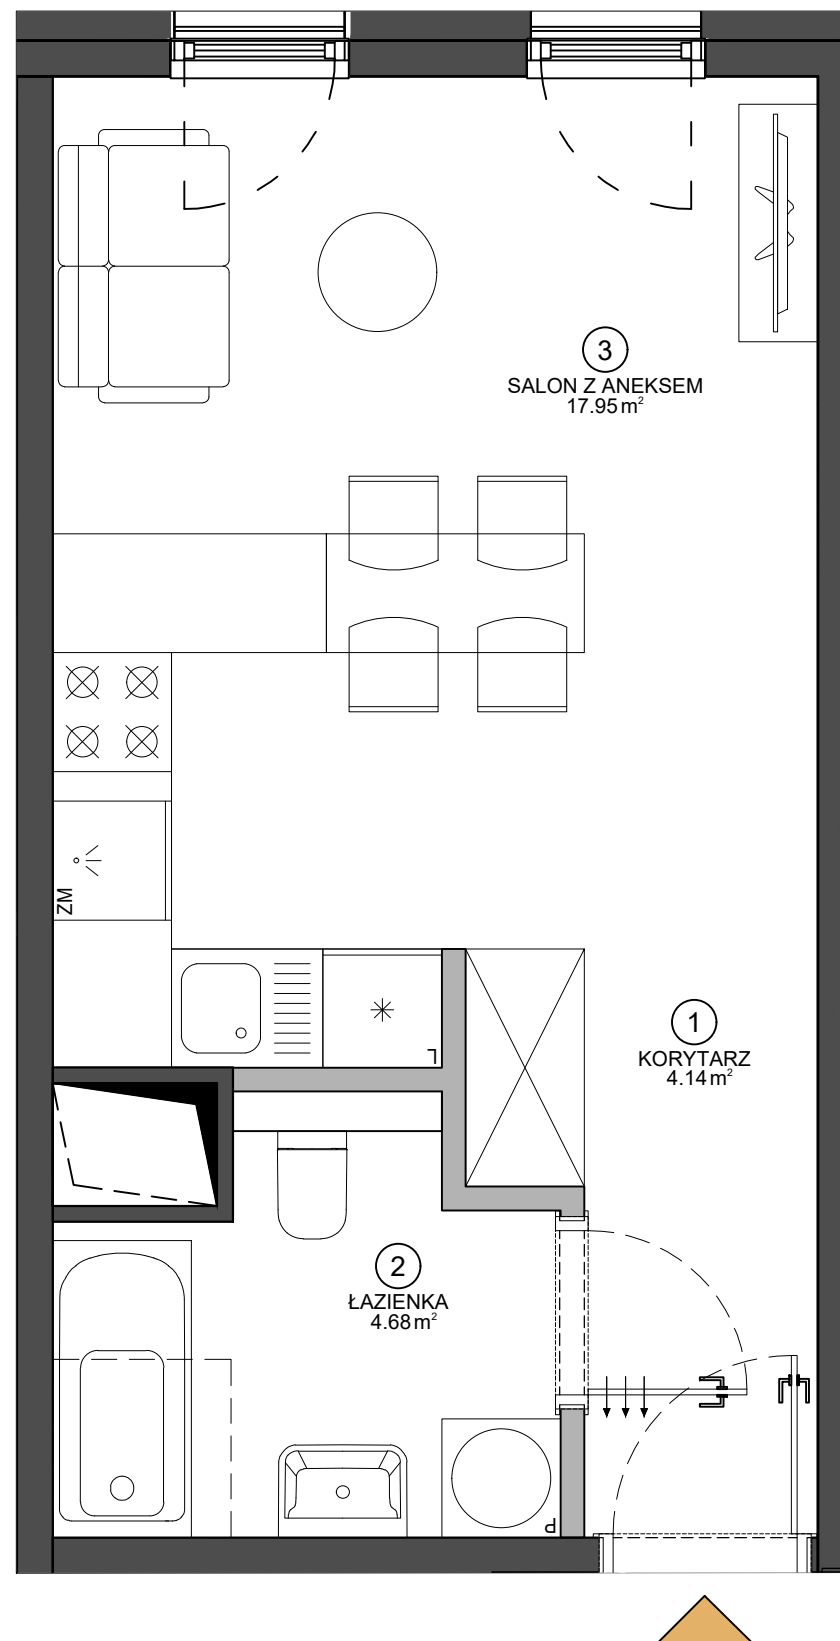 3
SALON Z ANEKSEM
17.95 m²
ZM
L
1
KORYTARZ
4.14 m²
2
ŁAZIENKA
4.68 m²
P